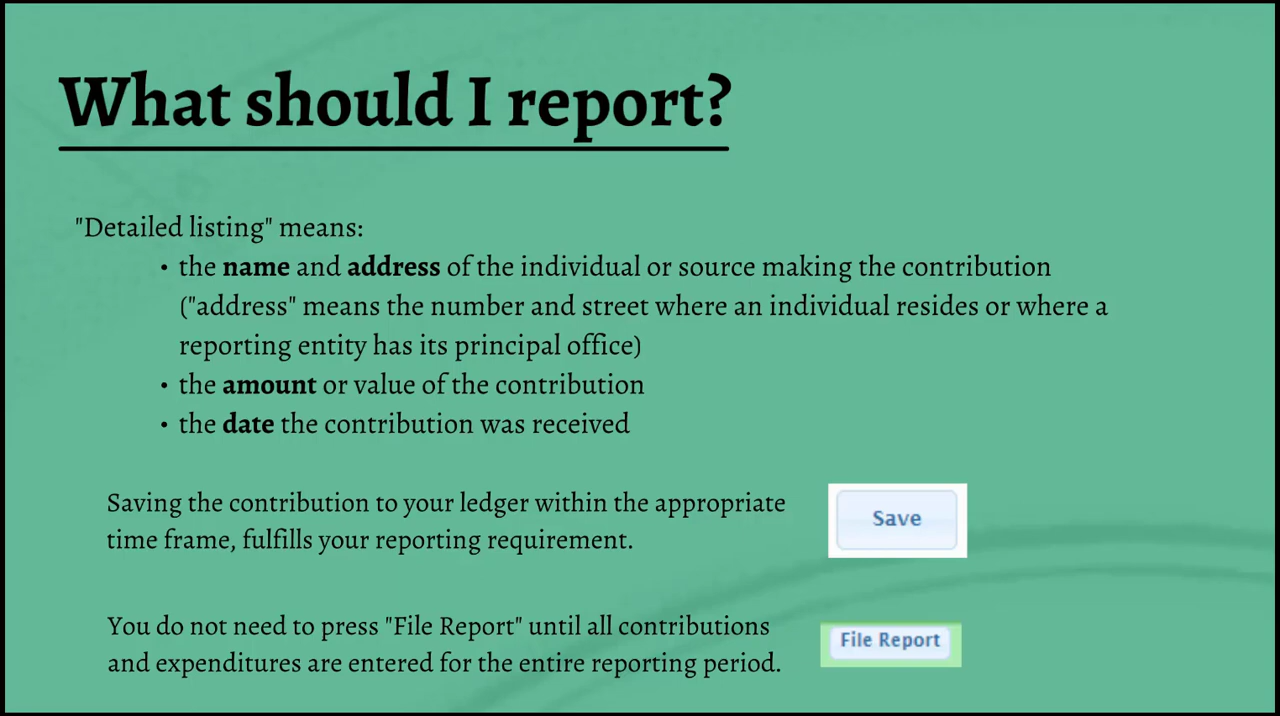 What should I report?
"Detailed listing" means:
• the name and address of the individual or source making the contribution
("address" means the number and street where an individual resides or where a
reporting entity has its principal office)
• the amount or value of the contribution
• the date the contribution was received
Saving the contribution to your ledger within the appropriate
time frame, fulfills your reporting requirement.
Save
You do not need to press "File Report" until all contributions
and expenditures are entered for the entire reporting period.
File Report